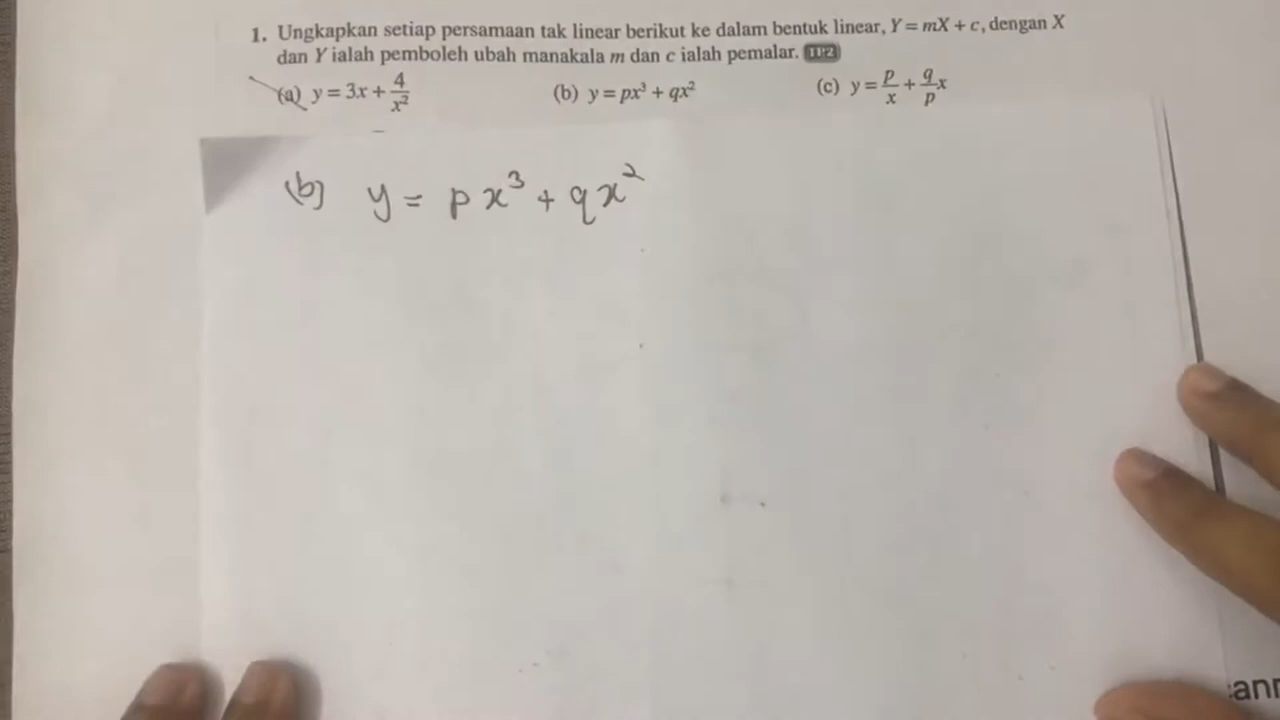 1. Ungkapkan setiap persamaan tak linear berikut ke dalam bentuk linear, Y = mX + c, dengan X
dan Y ialah pemboleh ubah manakala m dan c ialah pemalar. TP2
(a) y = 3x + 4/x² (b) y = px³ + qx² (c) y = p/x + q/p x
(b) y = px³ + qx²